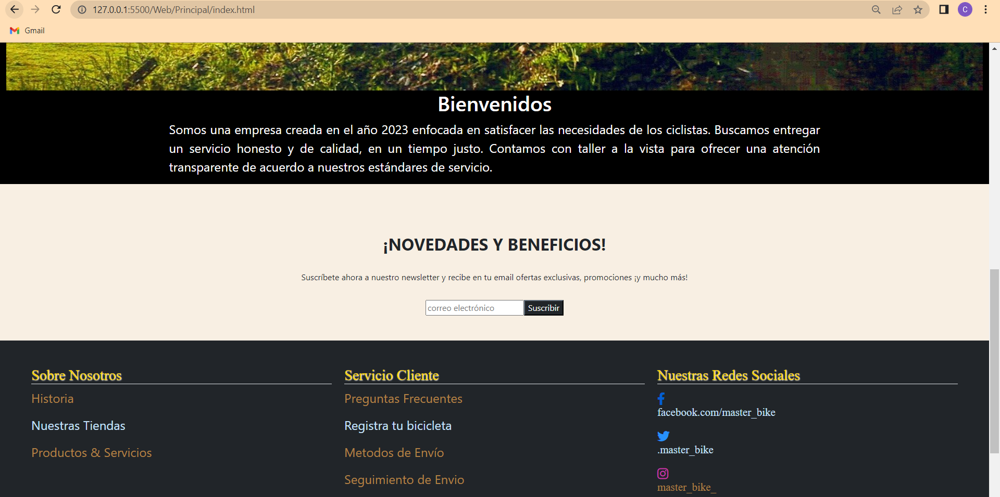 127.0.0.1:5500/Web/Principal/index.html
C
Gmail
Bienvenidos
Somos una empresa creada en el año 2023 enfocada en satisfacer las necesidades de los ciclistas. Buscamos entregar
un servicio honesto y de calidad, en un tiempo justo. Contamos con taller a la vista para ofrecer una atención
transparente de acuerdo a nuestros estándares de servicio.
¡NOVEDADES Y BENEFICIOS!
Suscríbete ahora a nuestro newsletter y recibe en tu email ofertas exclusivas, promociones ¡y mucho más!
correo electrónico Suscribir
Sobre Nosotros
Historia
Nuestras Tiendas
Productos & Servicios
Servicio Cliente
Preguntas Frecuentes
Registra tu bicicleta
Metodos de Envío
Seguimiento de Envio
Nuestras Redes Sociales
facebook.com/master_bike
.master_bike
master_bike_